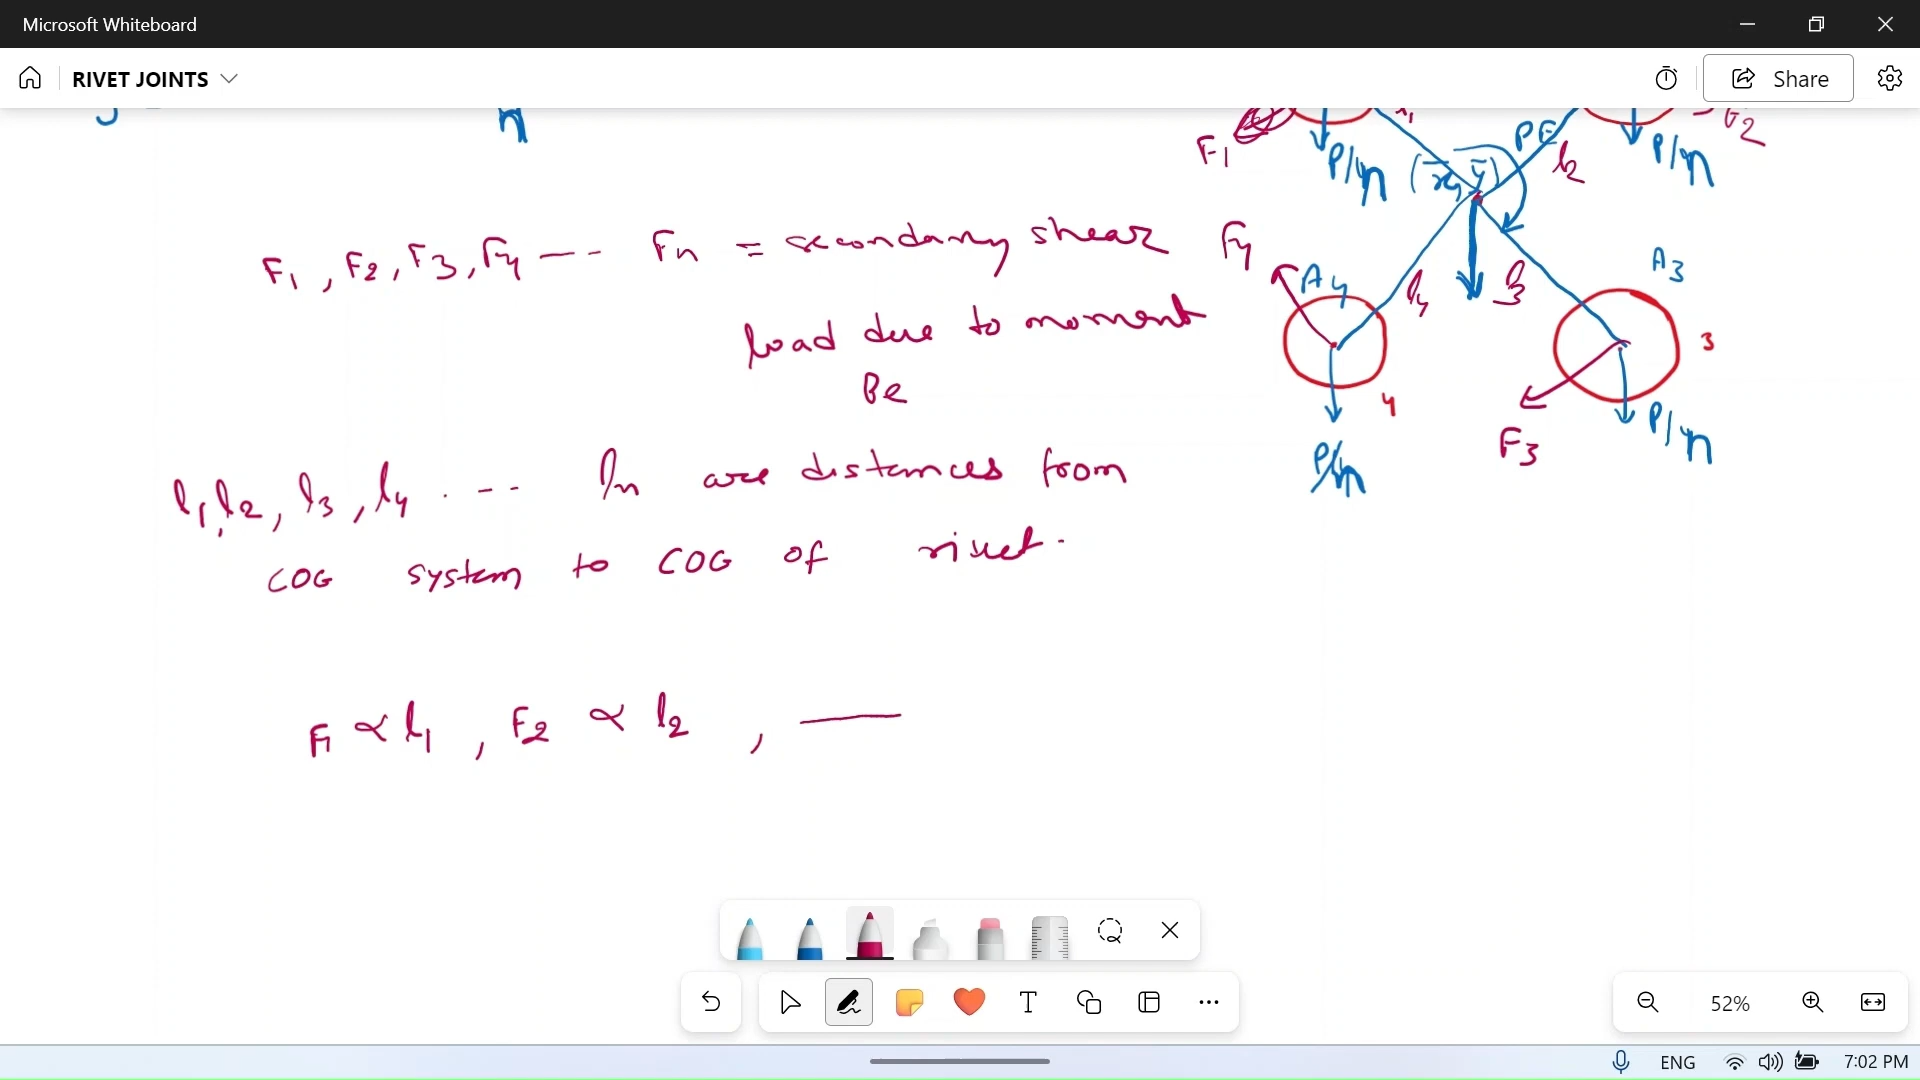 Microsoft Whiteboard
RIVET JOINTS
Share
n
F1
P/n
(x̄, ȳ)
Pe
l2
P/n
F2
F1, F2, F3, F4 --- Fn = secondary shear
load due to moment
Pe
F4
A4
l4
l3
A3
3
4
P/n
F3
P/n
l1, l2, l3, l4 . --- ln are distances from
COG system to COG of rivet.
F1 ∝ l1, F2 ∝ l2, —
52%
ENG
7:02 PM